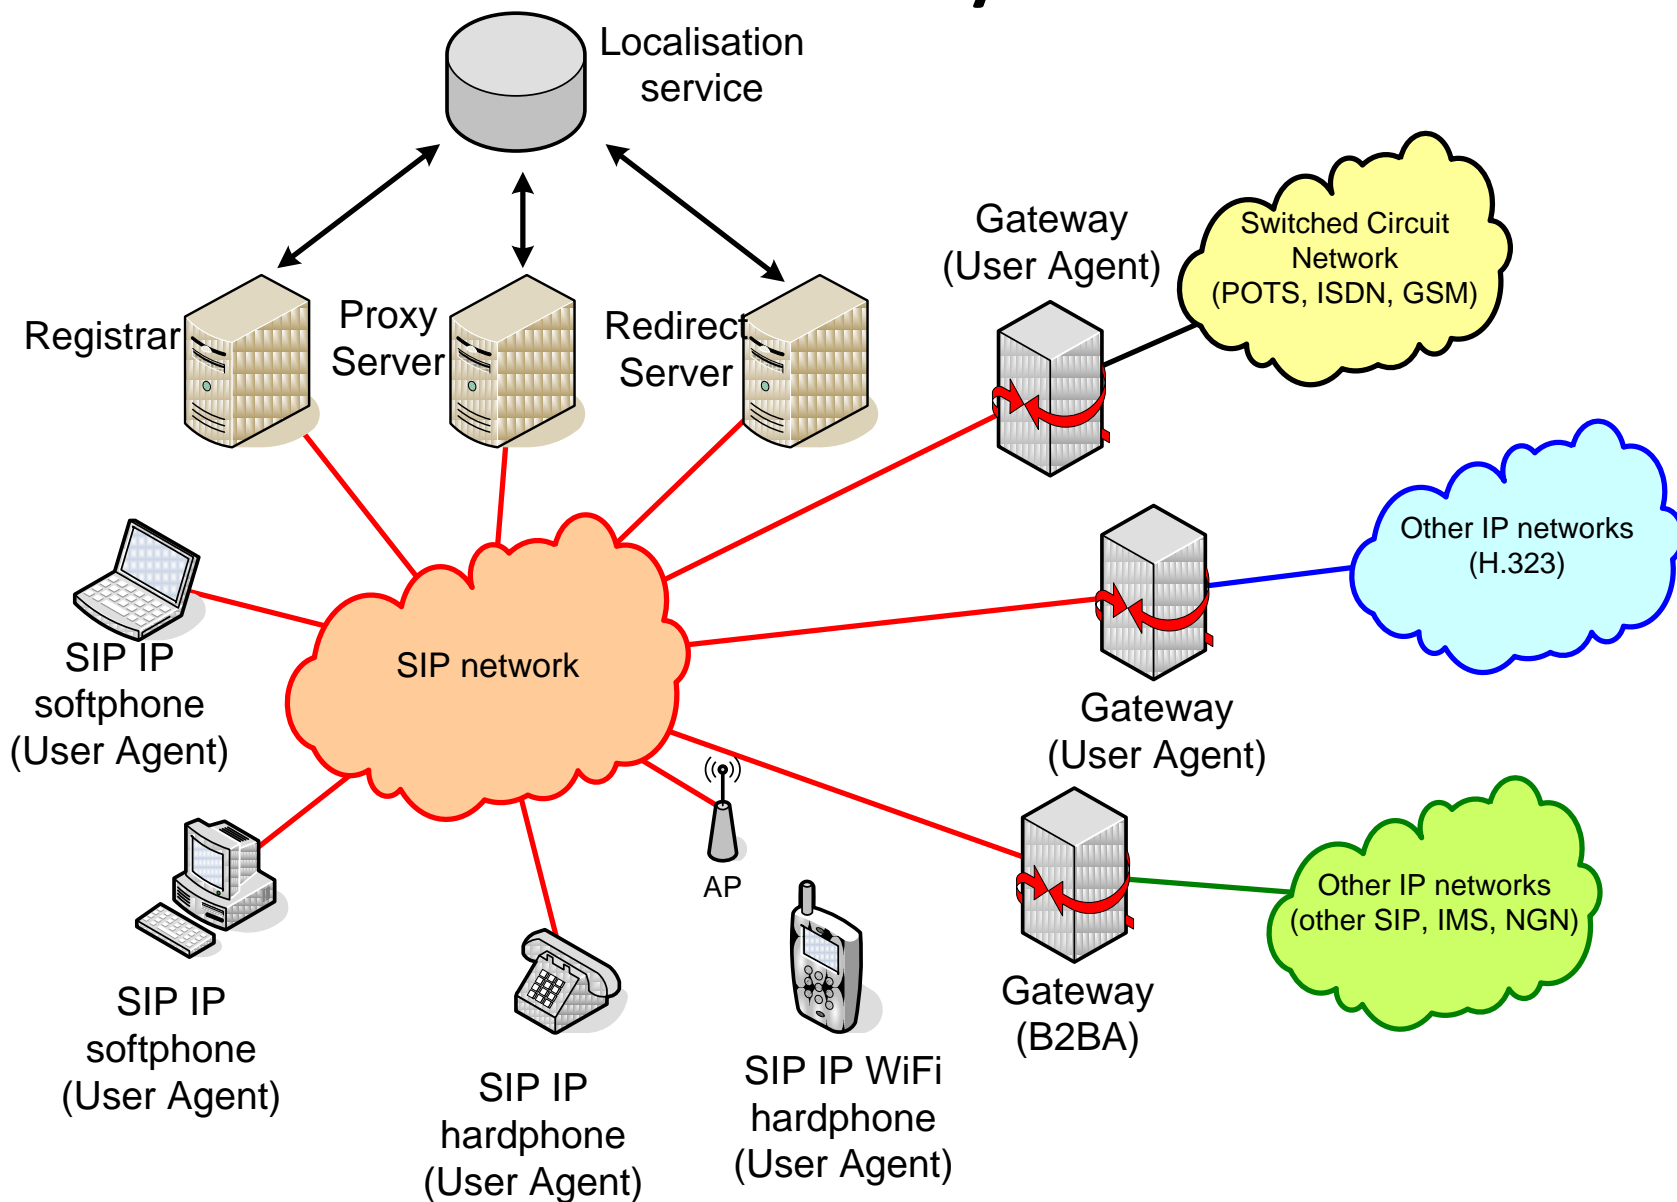 Localisation
service
Gateway
(User Agent)
Switched Circuit
Network
(POTS, ISDN, GSM)
Registrar
Proxy
Server
Redirect
Server
Other IP networks
(H.323)
SIP IP
softphone
(User Agent)
SIP network
Gateway
(User Agent)
AP
Other IP networks
(other SIP, IMS, NGN)
SIP IP
softphone
(User Agent)
SIP IP
hardphone
(User Agent)
SIP IP WiFi
hardphone
(User Agent)
Gateway
(B2BA)